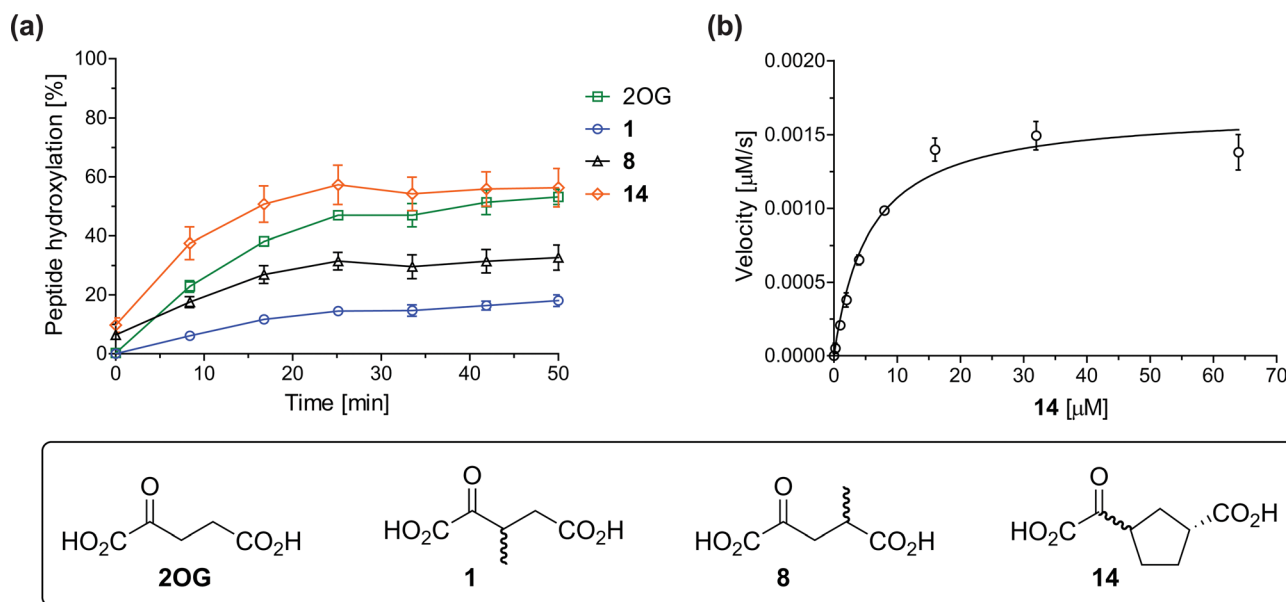 (a)
Peptide hydroxylation [%]
100
80
60
40
20
0
0 10 20 30 40 50
Time [min]
2OG
1
8
14
(b)
Velocity [µM/s]
0.0020
0.0015
0.0010
0.0005
0.0000
0 10 20 30 40 50 60 70
14 [µM]
O
HO₂C CO₂H
2OG
O
HO₂C CO₂H
1
O
HO₂C CO₂H
8
O
HO₂C CO₂H
14